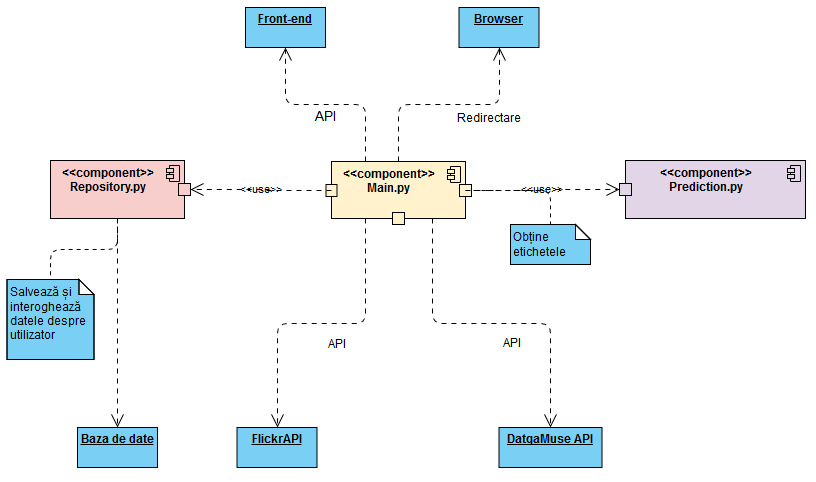 Front-end
Browser
API
Redirectare
<<component>>
Repository.py
<<use>>
<<component>>
Main.py
<<use>>
<<component>>
Prediction.py
Obține
etichetele
Salvează și
interoghează
datele despre
utilizator
API
API
Baza de date
FlickrAPI
DatqaMuse API